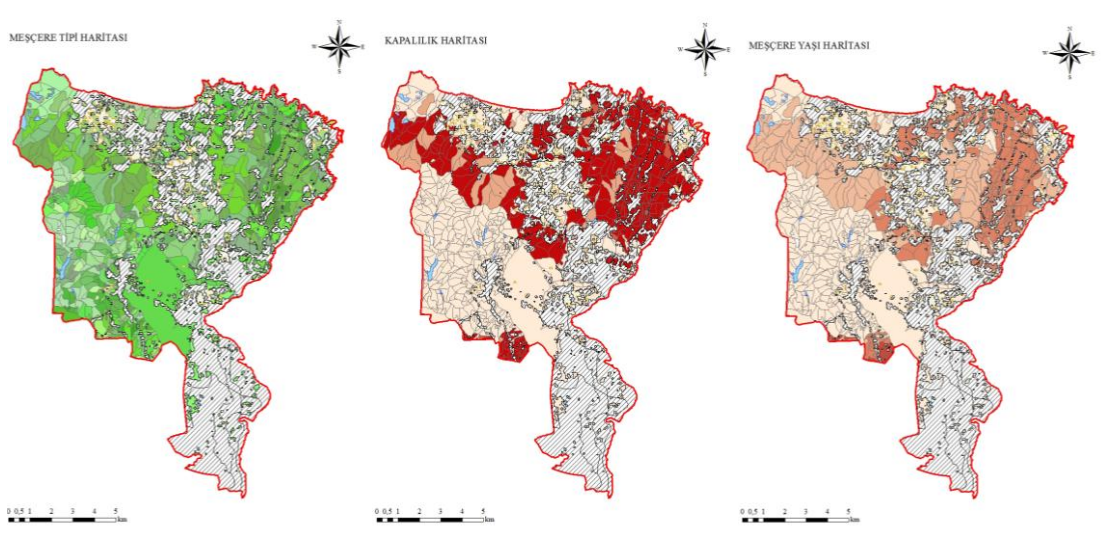 MEŞÇERE TİPİ HARİTASI
N
W
E
S
0 0,5 1 2 3 4 5
km
KAPALILIK HARİTASI
N
W
E
S
0 0,5 1 2 3 4 5
km
MEŞÇERE YAŞI HARİTASI
N
W
E
S
0 0,5 1 2 3 4 5
km